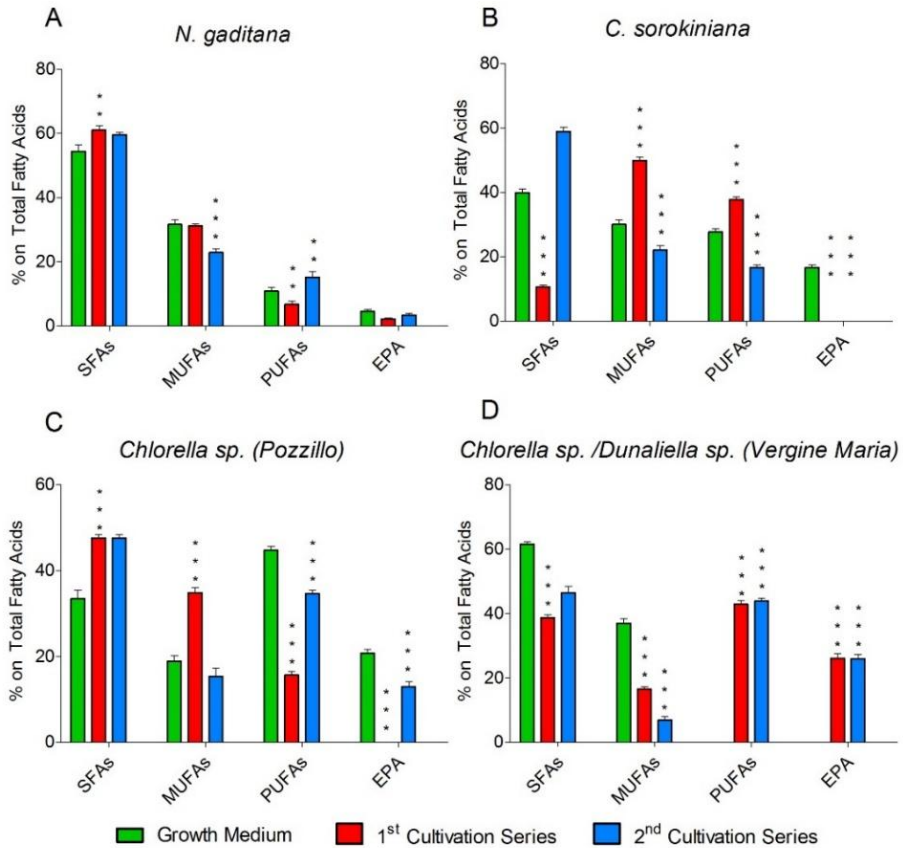 A
N. gaditana
% on Total Fatty Acids
80
60
40
20
0
* *
* * *
* *
* *
SFAs
MUFAs
PUFAs
EPA
B
C. sorokiniana
% on Total Fatty Acids
80
60
40
20
0
* * *
* * *
* * *
* * *
* * *
* * *
* * *
SFAs
MUFAs
PUFAs
EPA
C
Chlorella sp. (Pozzillo)
% on Total Fatty Acids
60
40
20
0
* * *
* * *
* * *
* * *
* * *
* * *
SFAs
MUFAs
PUFAs
EPA
D
Chlorella sp. /Dunaliella sp. (Vergine Maria)
% on Total Fatty Acids
80
60
40
20
0
* * *
* * *
* * *
* * *
* * *
* * *
* * *
SFAs
MUFAs
PUFAs
EPA
Growth Medium 1st Cultivation Series 2nd Cultivation Series